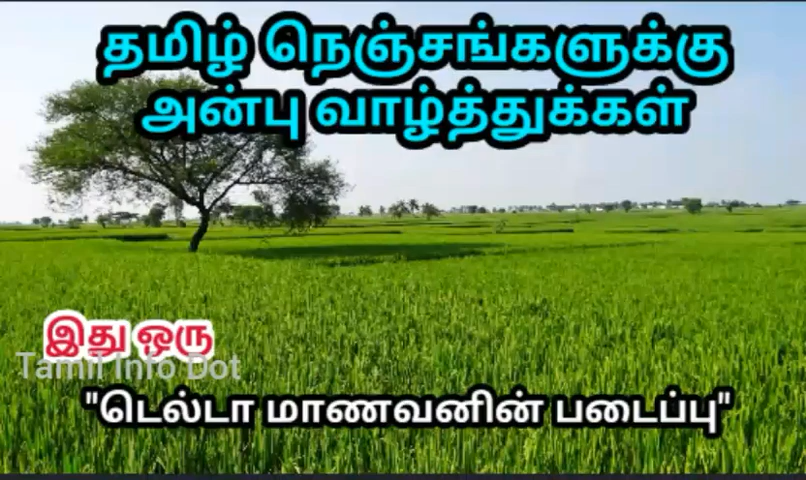 தமிழ் நெஞ்சங்களுக்கு
அன்பு வாழ்த்துக்கள்
இது ஒரு
Tamil Info Dot
"டெல்டா மாணவனின் படைப்பு"